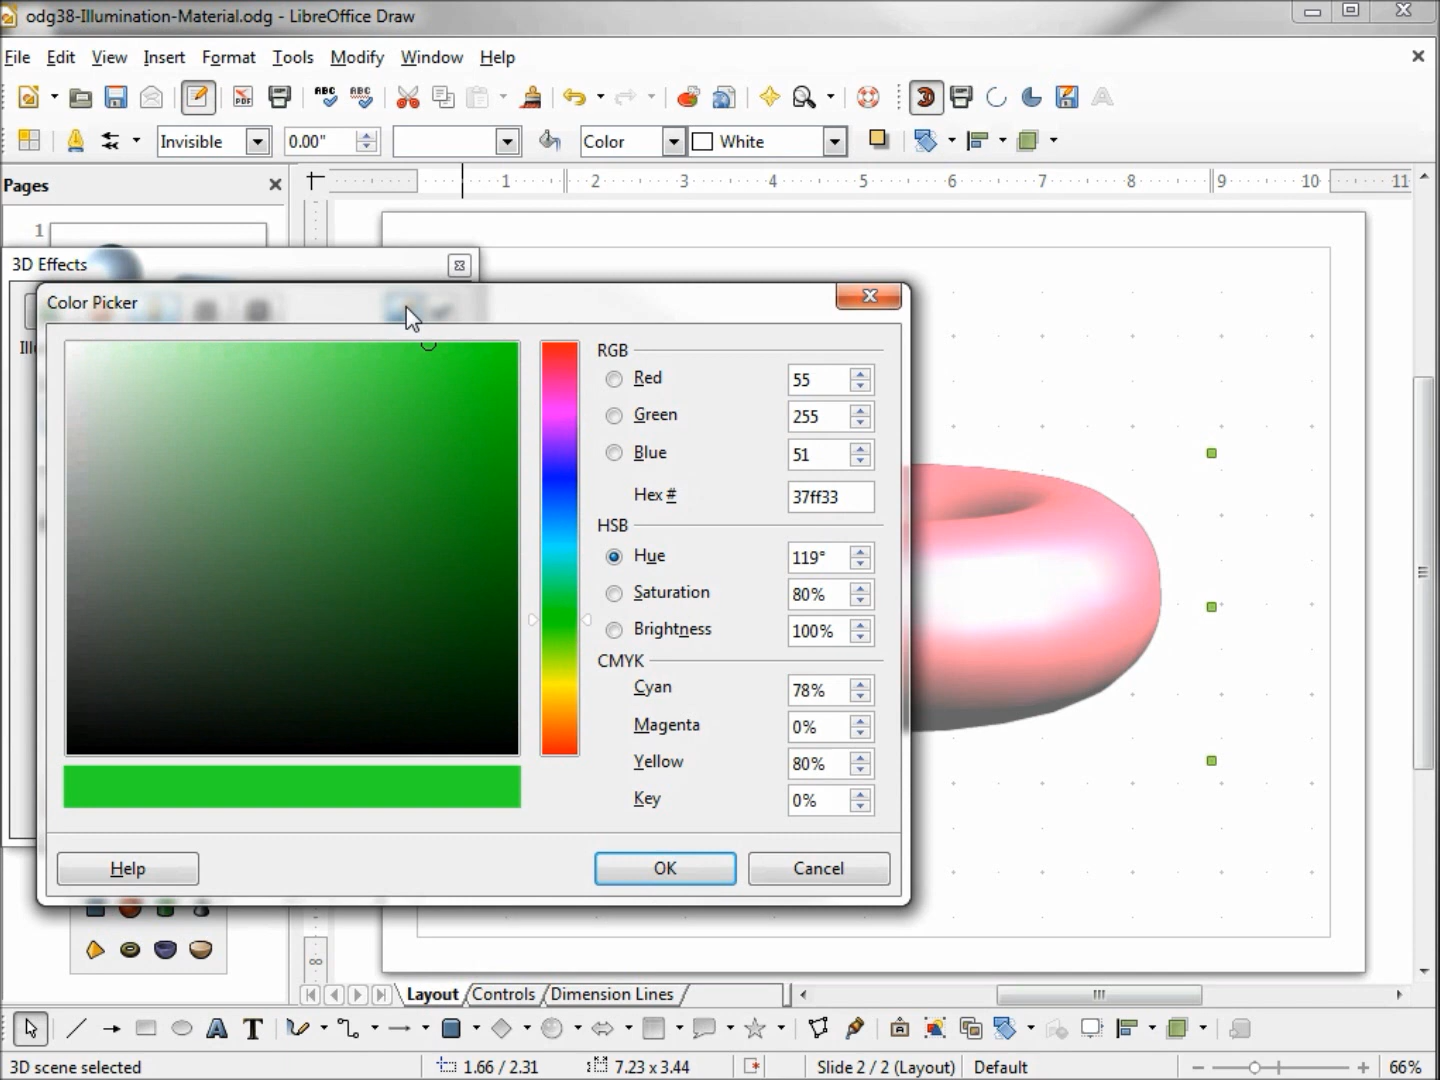 odg38-Illumination-Material.odg - LibreOffice Draw
File Edit View Insert Format Tools Modify Window Help
PDF ABC ABC
Invisible 0.00" Color White
Pages
1 2 3 4 5 6 7 8 9 10 11
1
3D Effects
Color Picker
RGB
Red 55
Green 255
Blue 51
Hex # 37ff33
HSB
Hue 119°
Saturation 80%
Brightness 100%
CMYK
Cyan 78%
Magenta 0%
Yellow 80%
Key 0%
Help OK Cancel
Layout Controls Dimension Lines
3D scene selected 1.66 / 2.31 7.23 x 3.44 Slide 2 / 2 (Layout) Default 66%